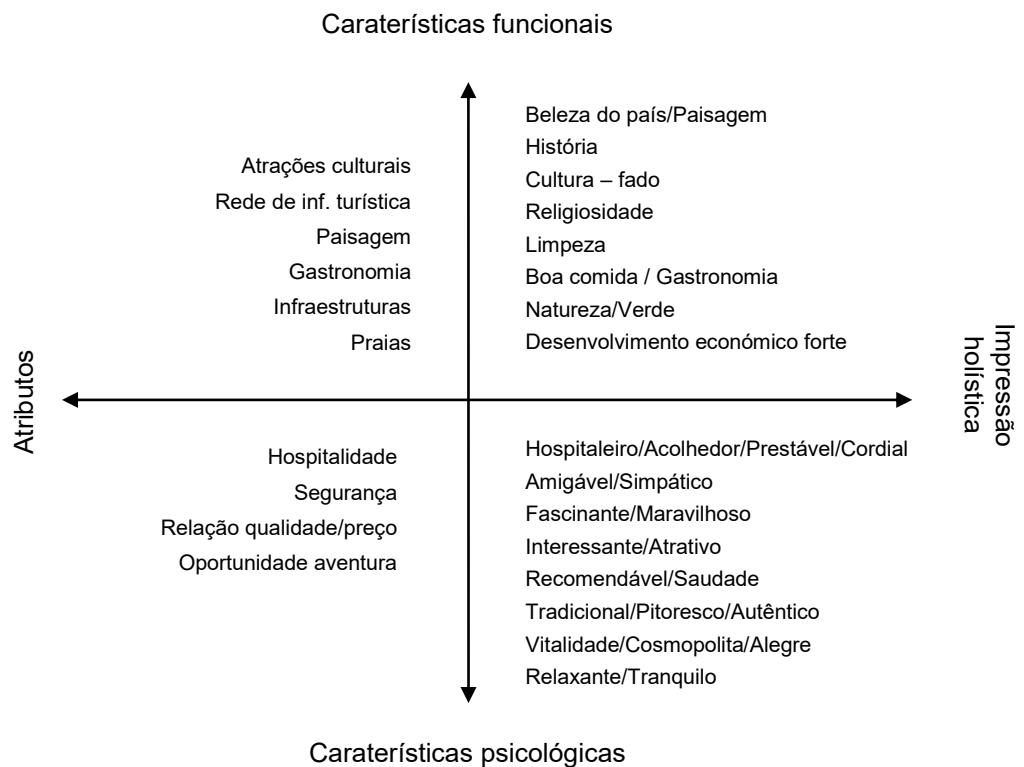 Caraterísticas funcionais
Atrações culturais
Rede de inf. turística
Paisagem
Gastronomia
Infraestruturas
Praias
Beleza do país/Paisagem
História
Cultura – fado
Religiosidade
Limpeza
Boa comida / Gastronomia
Natureza/Verde
Desenvolvimento económico forte
Atributos
Impressão
holística
Hospitalidade
Segurança
Relação qualidade/preço
Oportunidade aventura
Hospitaleiro/Acolhedor/Prestável/Cordial
Amigável/Simpático
Fascinante/Maravilhoso
Interessante/Atrativo
Recomendável/Saudade
Tradicional/Pitoresco/Autêntico
Vitalidade/Cosmopolita/Alegre
Relaxante/Tranquilo
Caraterísticas psicológicas